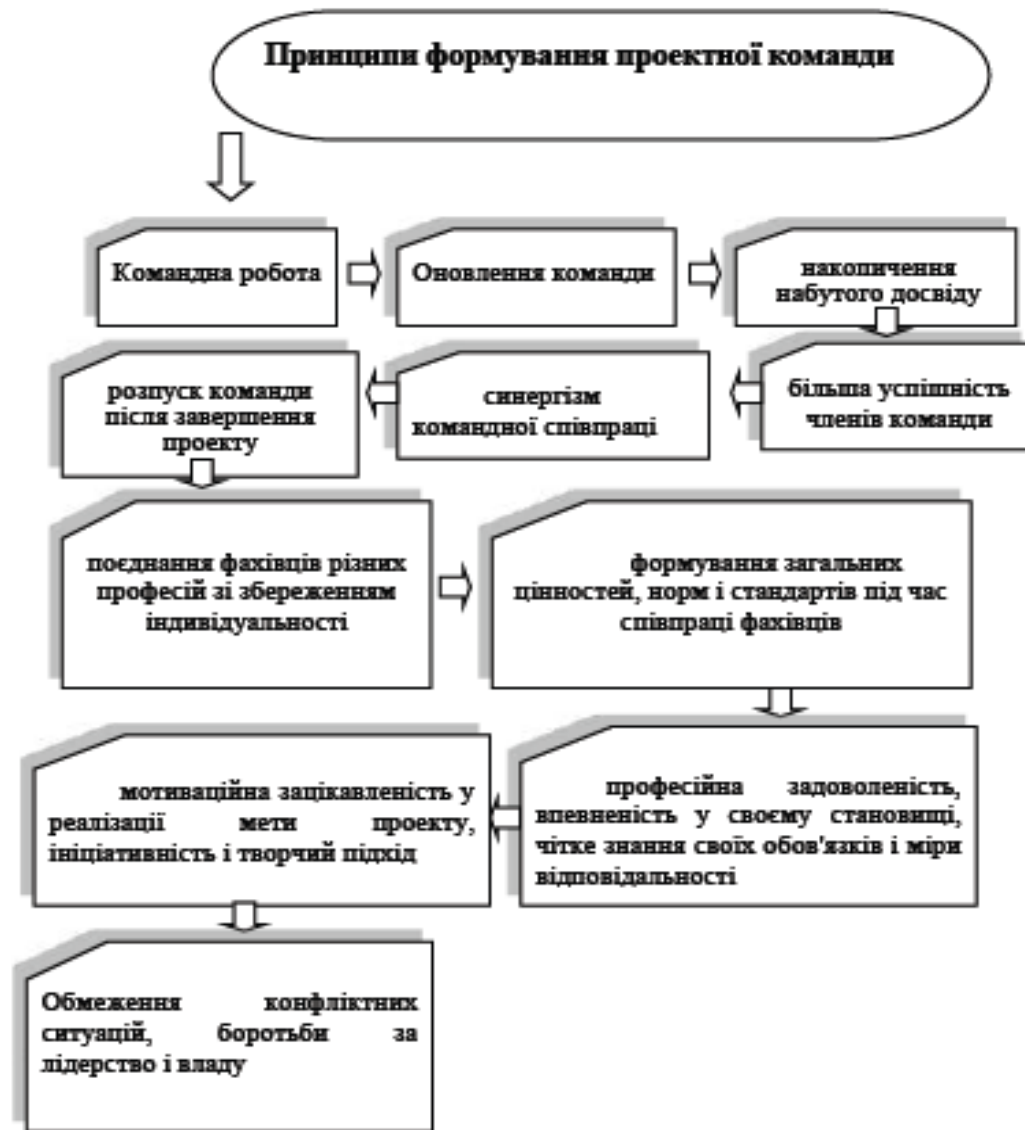 Принципи формування проектної команди
Командна робота
Оновлення команди
накопичення
набутого досвіду
більша успішність
членів команди
синергізм
командної співпраці
розпуск команди
після завершення
проекту
поєднання фахівців різних
професій зі збереженням
індивідуальності
формування загальних
цінностей, норм і стандартів під час
співпраці фахівців
професійна задоволеність,
впевненість у своєму становищі,
чітке знання своїх обов'язків і міри
відповідальності
мотиваційна зацікавленість у
реалізації мети проекту,
ініціативність і творчий підхід
Обмеження конфліктних
ситуацій, боротьби за
лідерство і владу